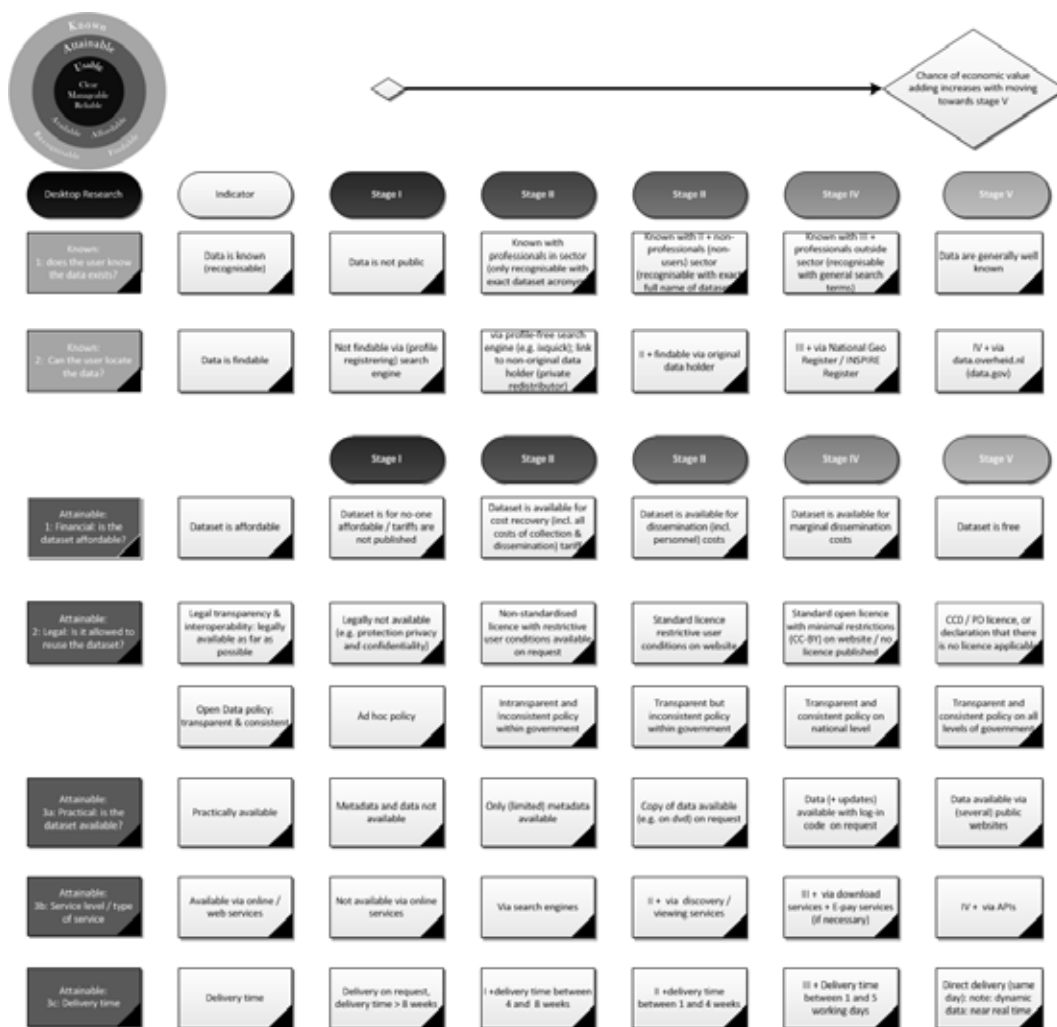 Known
Attainable
Usable
Clear
Manageable
Reliable
Available Affordable
Recognisable Findable
Chance of economic value
adding increases with moving
towards stage V
Desktop Research
Indicator
Stage I
Stage II
Stage II
Stage IV
Stage V
Known:
1: does the user know
the data exists?
Data is known
(recognisable)
Data is not public
Known with
professionals in sector
(only recognisable with
exact dataset acronym
Known with II + non-
professionals (non-
users) sector
(recognisable with exact
full name of dataset
Known with III +
professionals outside
sector (recognisable
with general search
terms)
Data are generally well
known
Known:
2: Can the user locate
the data?
Data is findable
Not findable via (profile
registrering) search
engine
via profile-free search
engine (e.g. ixquick); link
to non-original data
holder (private
redistributor)
II + findable via original
data holder
III + via National Geo
Register / INSPIRE
Register
IV + via
data.overheid.nl
(data.gov)
Stage I
Stage II
Stage II
Stage IV
Stage V
Attainable:
1: Financial: is the
dataset affordable?
Dataset is affordable
Dataset is for no-one
affordable / tariffs are
not published
Dataset is available for
cost recovery (incl. all
costs of collection &
dissemination) tariff
Dataset is available for
dissemination (incl.
personnel) costs
Dataset is available for
marginal dissemination
costs
Dataset is free
Attainable:
2: Legal: is it allowed to
reuse the dataset?
Legal transparency &
interoperability: legally
available as far as
possible
Legally not available
(e.g. protection privacy
and confidentiality)
Non-standardised
licence with restrictive
user conditions available
on request
Standard licence
restrictive user
conditions on website
Standard open licence
with minimal restrictions
(CC-BY) on website / no
licence published
CC0 / PD licence, or
declaration that there
is no licence applicable
Open Data policy:
transparent & consistent
Ad hoc policy
Intransparent and
Inconsistent policy
within government
Transparent but
inconsistent policy
within government
Transparent and
consistent policy on
national level
Transparent and
consistent policy on all
levels of government
Attainable:
3a: Practical: is the
dataset available?
Practically available
Metadata and data not
available
Only (limited) metadata
available
Copy of data available
(e.g. on dvd) on request
Data (+ updates)
available with log-in
code on request
Data available via
(several) public
websites
Attainable:
3b: Service level / type
of service
Available via online /
web services
Not available via online
services
Via search engines
II + via discovery /
viewing services
III + via download
services + E-pay services
(if necessary)
IV + via APIs
Attainable:
3c: Delivery time
Delivery time
Delivery on request,
delivery time > 8 weeks
I +delivery time between
4 and 8 weeks
II +delivery time
between 1 and 4 weeks
III + Delivery time
between 1 and 5
working days
Direct delivery (same
day): note: dynamic
data: near real time